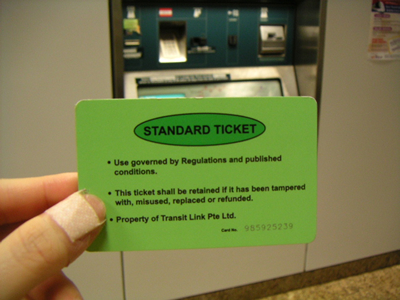 STANDARD TICKET
• Use governed by Regulations and published
conditions.
• This ticket shall be retained if it has been tampered
with, misused, replaced or refunded.
• Property of Transit Link Pte Ltd.
Card No. 985925239